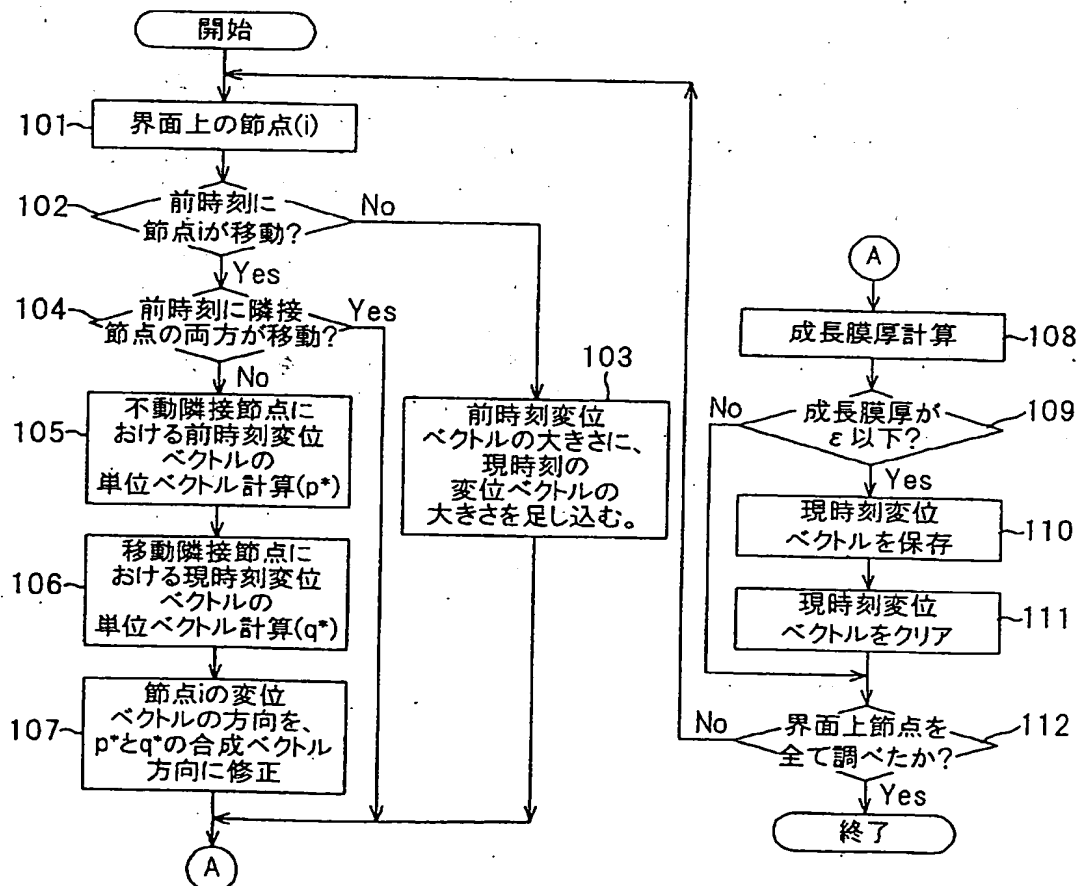 開始
101
界面上の節点(i)
102
前時刻に
節点iが移動?
No
Yes
104
前時刻に隣接
節点の両方が移動?
Yes
No
103
前時刻変位
ベクトルの大きさに、
現時刻の
変位ベクトルの
大きさを足し込む。
105
不動隣接節点に
おける前時刻変位
ベクトルの
単位ベクトル計算(p*)
106
移動隣接節点に
おける現時刻変位
ベクトルの
単位ベクトル計算(q*)
107
節点iの変位
ベクトルの方向を、
p*とq*の合成ベクトル
方向に修正
A
A
成長膜厚計算
108
成長膜厚が
ε以下?
109
No
Yes
現時刻変位
ベクトルを保存
110
現時刻変位
ベクトルをクリア
111
界面上節点を
全て調べたか?
112
No
Yes
終了